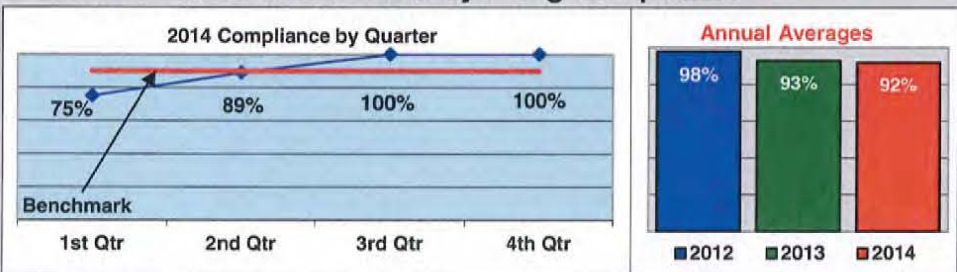 2014 Compliance by Quarter
75%
89%
100%
100%
Benchmark
1st Qtr
2nd Qtr
3rd Qtr
4th Qtr
Annual Averages
98%
93%
92%
2012
2013
2014